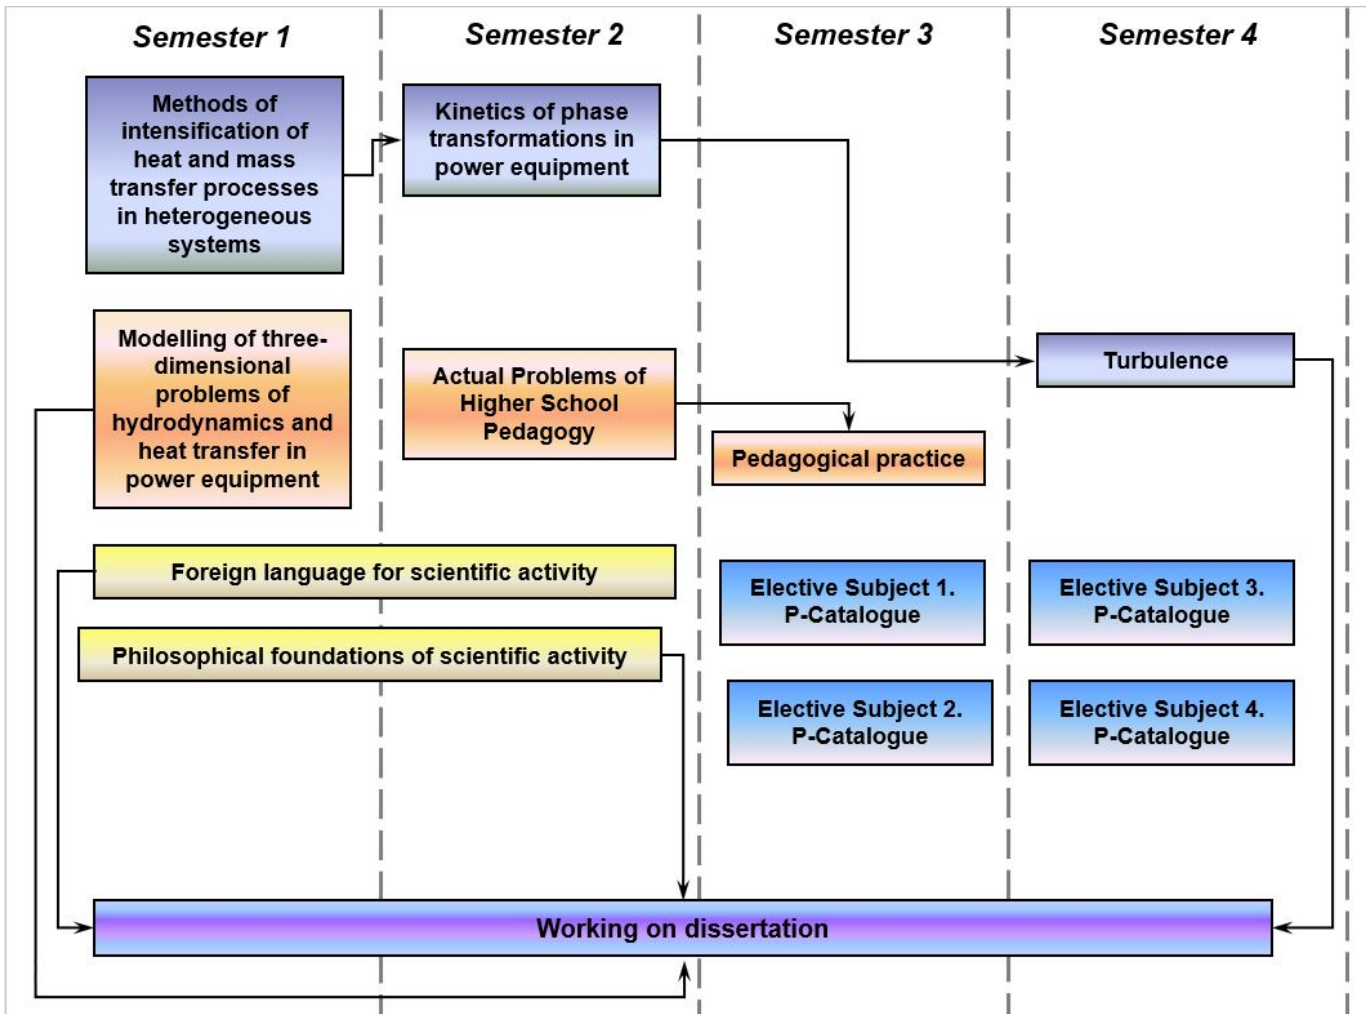 Semester 1
Semester 2
Semester 3
Semester 4
Methods of
intensification of
heat and mass
transfer processes
in heterogeneous
systems
Kinetics of phase
transformations in
power equipment
Modelling of three-
dimensional
problems of
hydrodynamics and
heat transfer in
power equipment
Actual Problems of
Higher School
Pedagogy
Pedagogical practice
Turbulence
Foreign language for scientific activity
Philosophical foundations of scientific activity
Elective Subject 1.
P-Catalogue
Elective Subject 3.
P-Catalogue
Elective Subject 2.
P-Catalogue
Elective Subject 4.
P-Catalogue
Working on dissertation